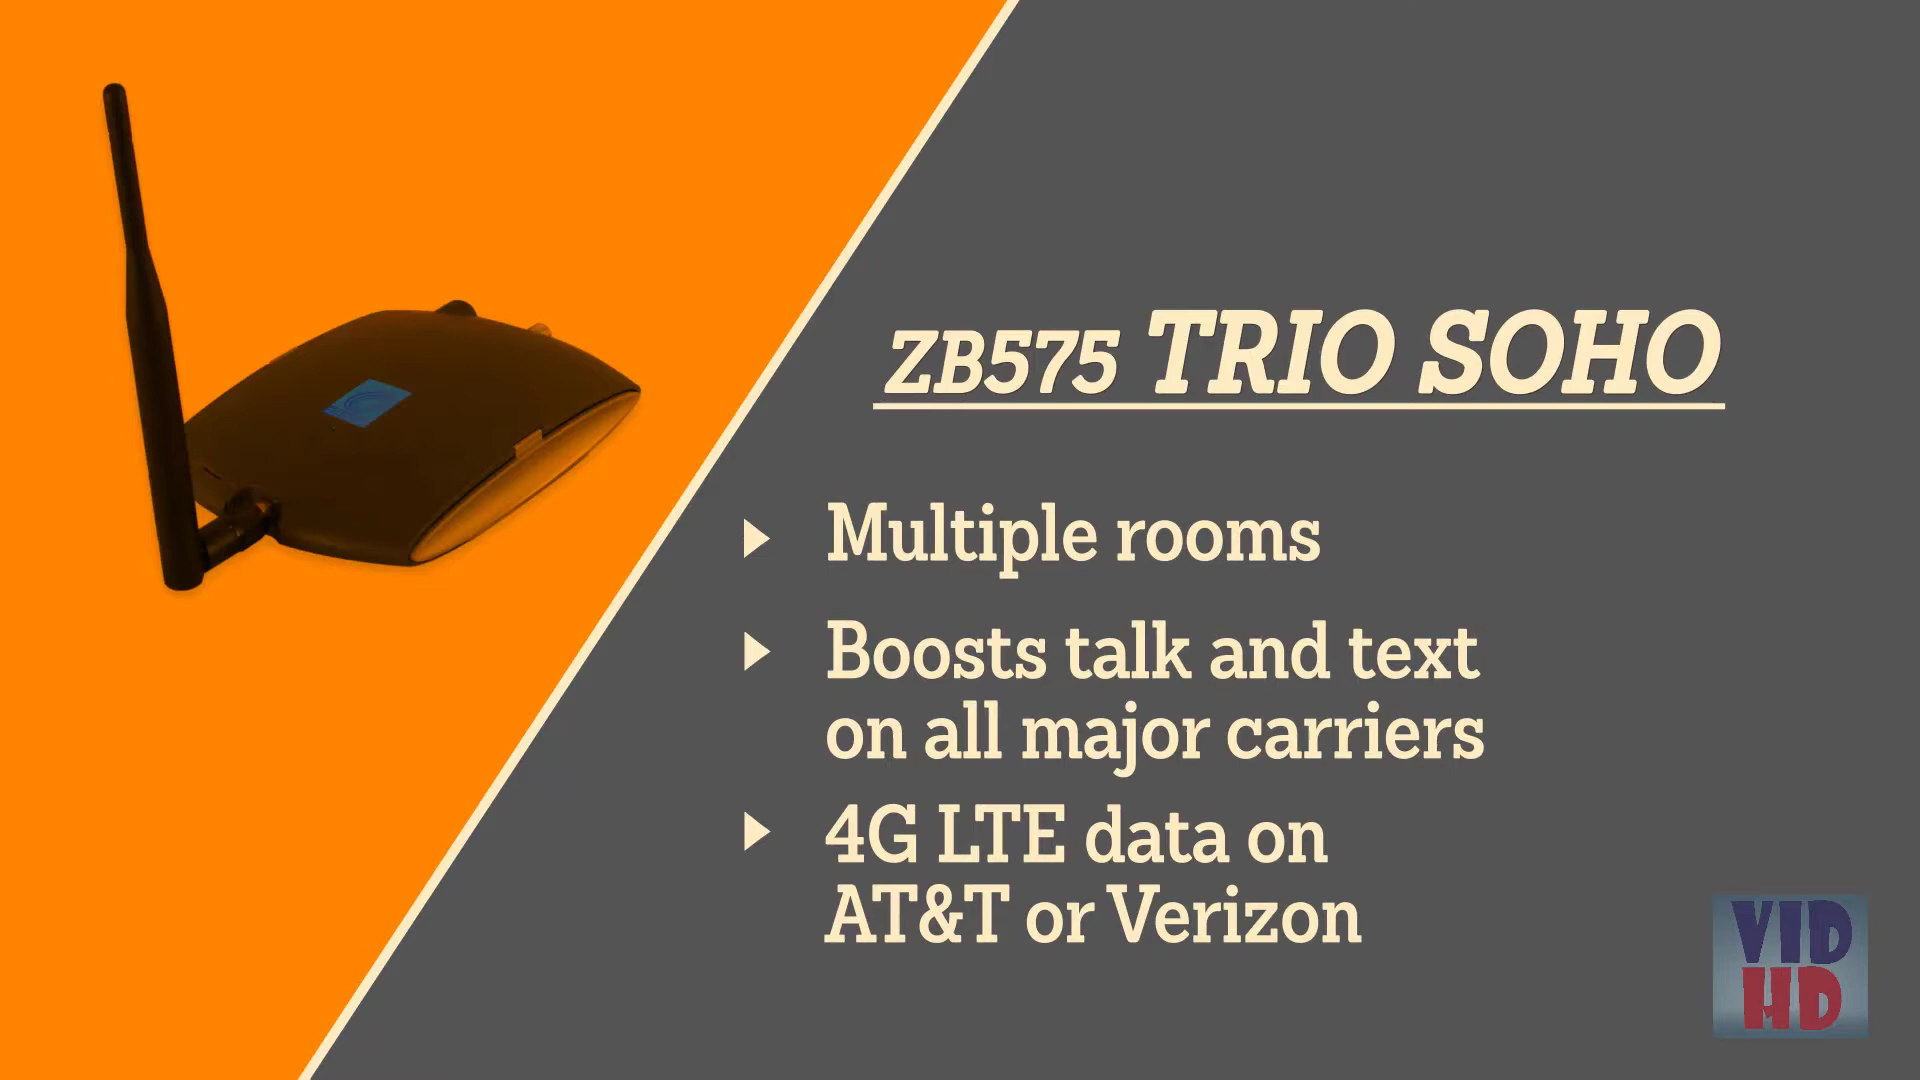 ZB575 TRIO SOHO
Multiple rooms
Boosts talk and text
on all major carriers
4G LTE data on
AT&T or Verizon
VID
HD